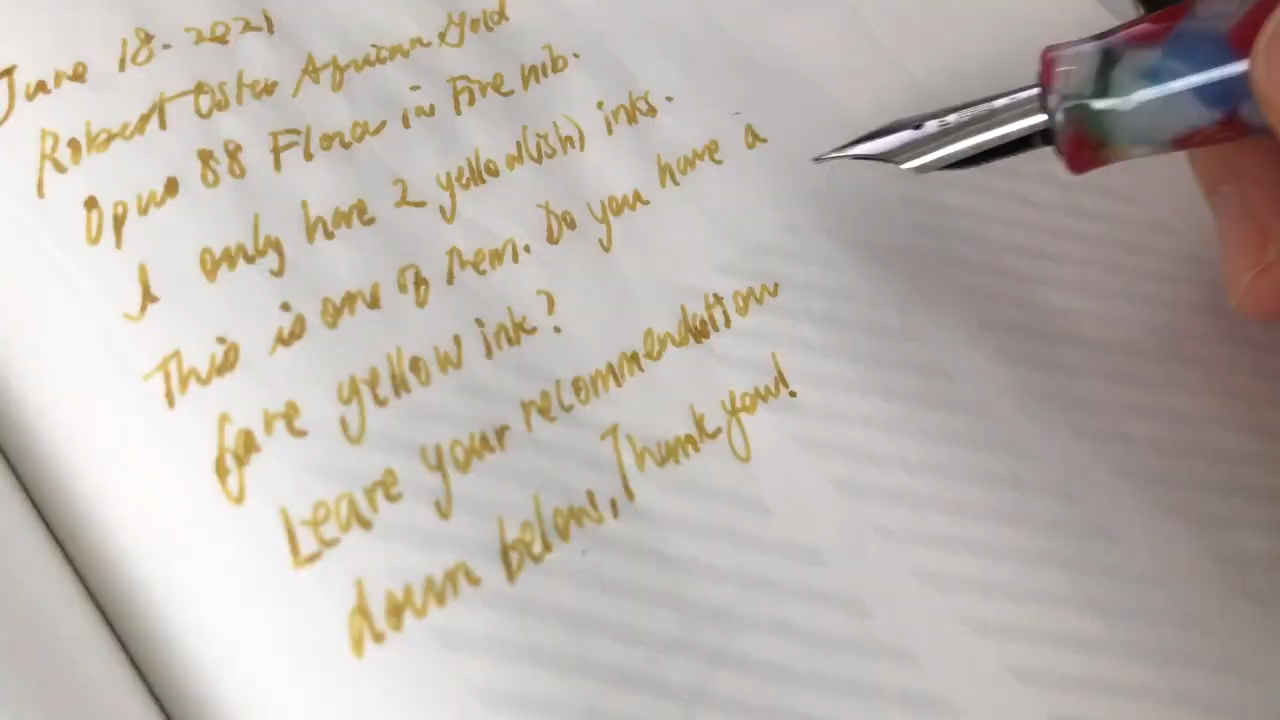 June 18. 2021
Robert Oster African Gold
Opus 88 Flora in Fine nib.
I only have 2 yellow(ish) inks.
This is one of them. Do you have a
fave yellow ink?
Leave your recommendation
down below, Thank you!